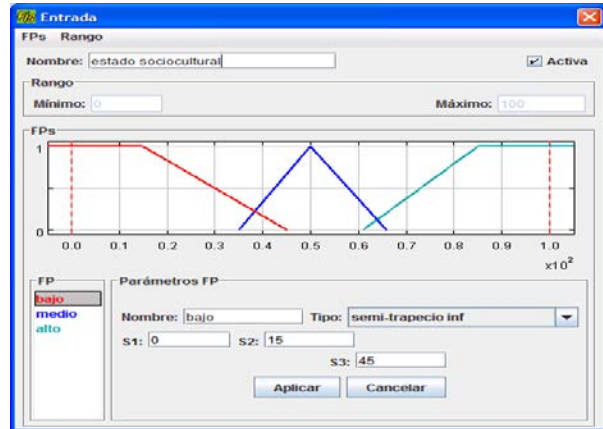 Entrada
FPs Rango
Nombre: estado sociocultural Activa
Rango
Mínimo: 0 Máximo: 100
FPs
1
0
0.0 0.1 0.2 0.3 0.4 0.5 0.6 0.7 0.8 0.9 1.0
x10²
FP Parámetros FP
bajo
medio
alto
Nombre: bajo Tipo: semi-trapecio inf
S1: 0 S2: 15
S3: 45
Aplicar Cancelar